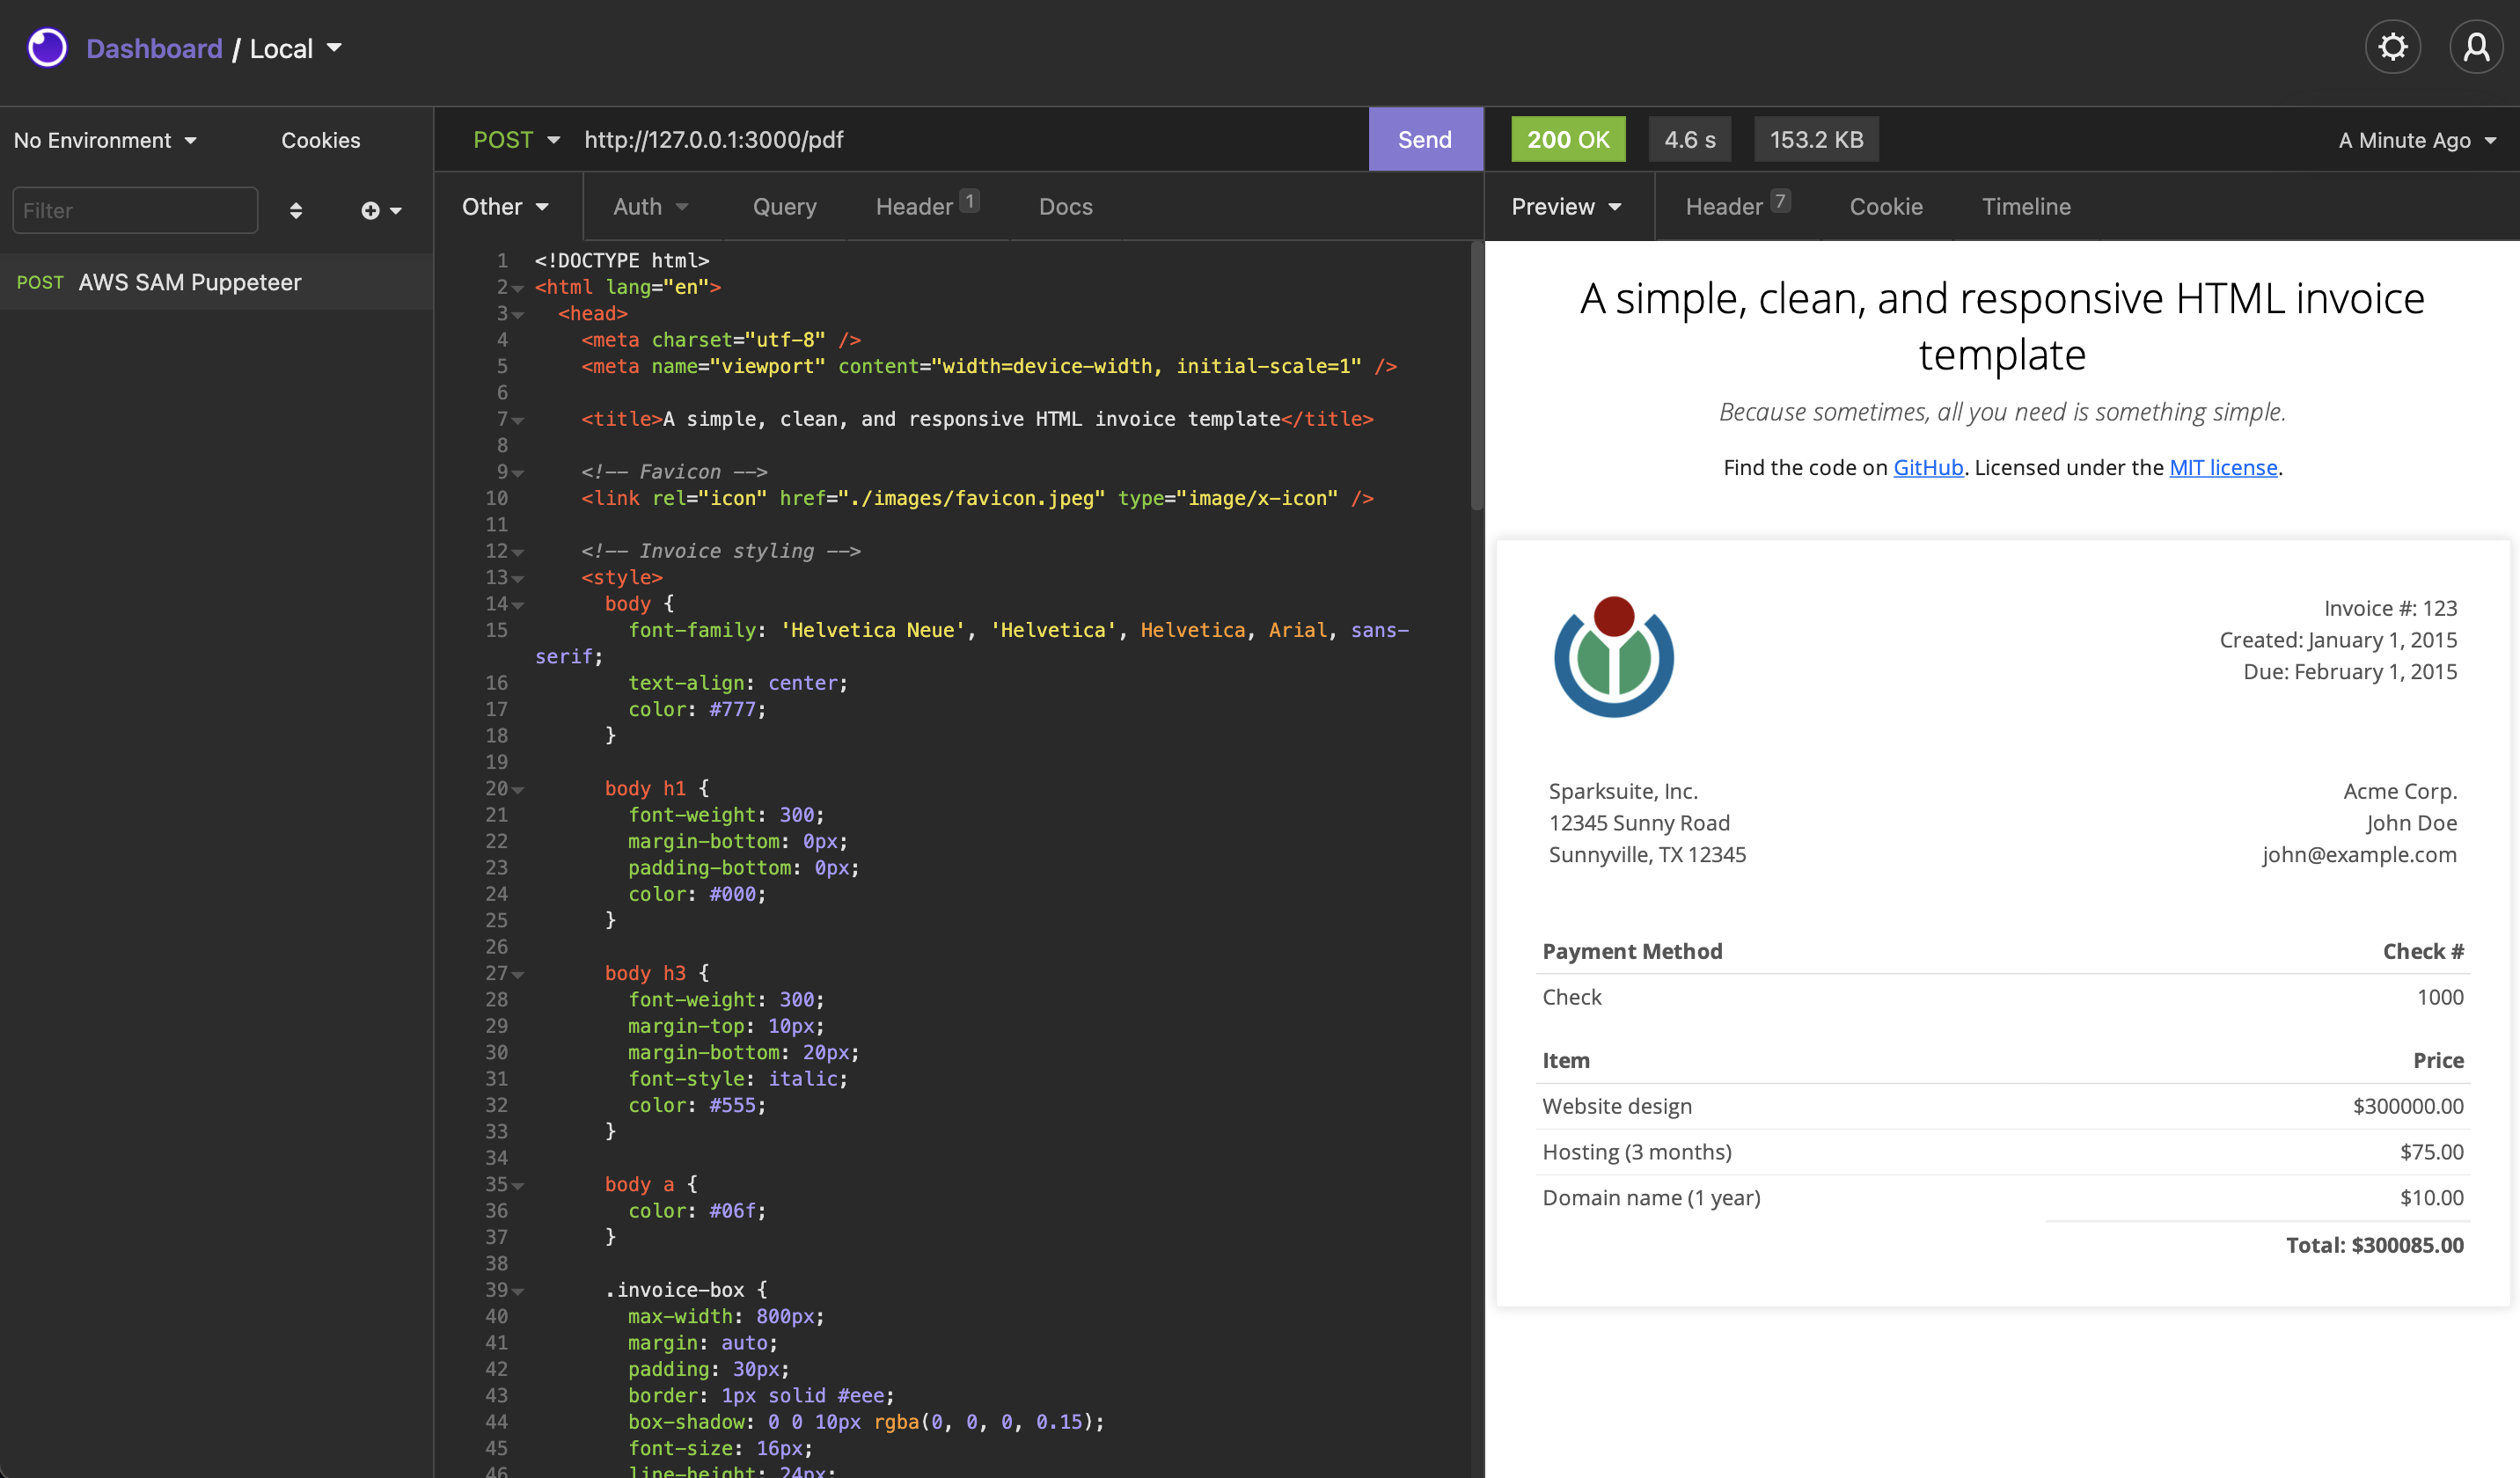 Dashboard / Local
No Environment
Cookies
Filter
POST AWS SAM Puppeteer
POST http://127.0.0.1:3000/pdf
Send
Other
Auth
Query
Header 1
Docs
1 <!DOCTYPE html>
2 <html lang="en">
3 <head>
4 <meta charset="utf-8" />
5 <meta name="viewport" content="width=device-width, initial-scale=1" />
6
7 <title>A simple, clean, and responsive HTML invoice template</title>
8
9 <!-- Favicon -->
10 <link rel="icon" href="./images/favicon.jpeg" type="image/x-icon" />
11
12 <!-- Invoice styling -->
13 <style>
14 body {
15 font-family: 'Helvetica Neue', 'Helvetica', Helvetica, Arial, sans-
serif;
16 text-align: center;
17 color: #777;
18 }
19
20 body h1 {
21 font-weight: 300;
22 margin-bottom: 0px;
23 padding-bottom: 0px;
24 color: #000;
25 }
26
27 body h3 {
28 font-weight: 300;
29 margin-top: 10px;
30 margin-bottom: 20px;
31 font-style: italic;
32 color: #555;
33 }
34
35 body a {
36 color: #06f;
37 }
38
39 .invoice-box {
40 max-width: 800px;
41 margin: auto;
42 padding: 30px;
43 border: 1px solid #eee;
44 box-shadow: 0 0 10px rgba(0, 0, 0, 0.15);
45 font-size: 16px;
46 line-height: 24px;
200 OK
4.6 s
153.2 KB
A Minute Ago
Preview
Header 7
Cookie
Timeline
A simple, clean, and responsive HTML invoice
template
Because sometimes, all you need is something simple.
Find the code on GitHub. Licensed under the MIT license.
Invoice #: 123
Created: January 1, 2015
Due: February 1, 2015
Sparksuite, Inc.
12345 Sunny Road
Sunnyville, TX 12345
Acme Corp.
John Doe
john@example.com
Payment Method Check #
Check 1000
Item Price
Website design $300000.00
Hosting (3 months) $75.00
Domain name (1 year) $10.00
Total: $300085.00